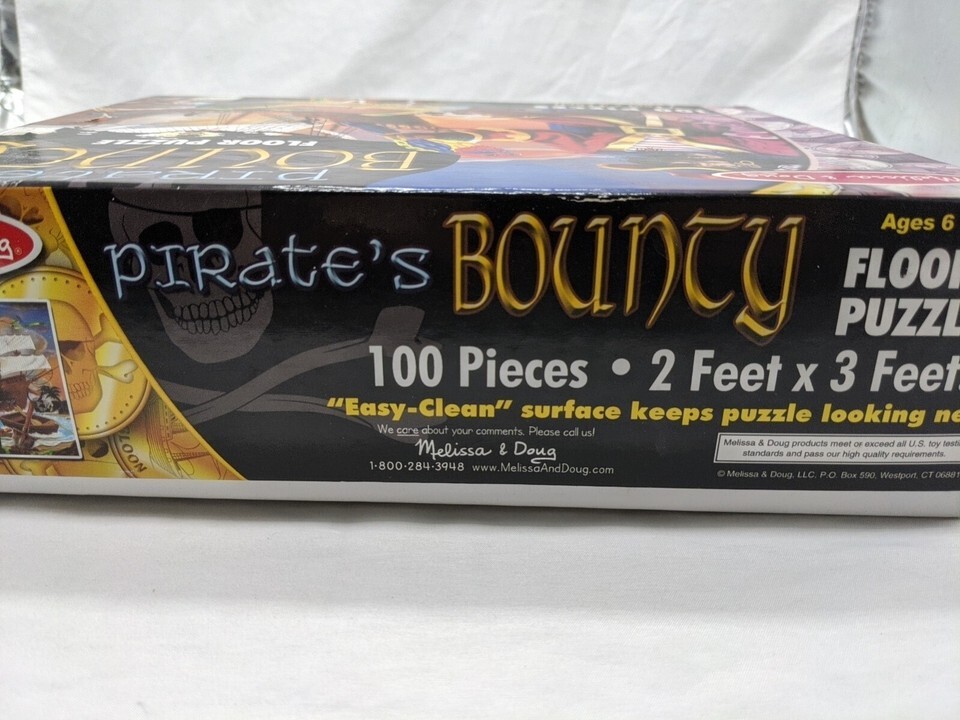 FLOOR PUZZLE
PIRate's BOUNTY
Ages 6
FLOOR
PUZZL
100 Pieces • 2 Feet x 3 Feet
"Easy-Clean" surface keeps puzzle looking ne
We care about your comments. Please call us!
Melissa & Doug
1-800-284-3948 www.MelissaAndDoug.com
Melissa & Doug products meet or exceed all U.S. toy testi
standards and pass our high quality requirements.
© Melissa & Doug, LLC, P.O. Box 590, Westport, CT 06881